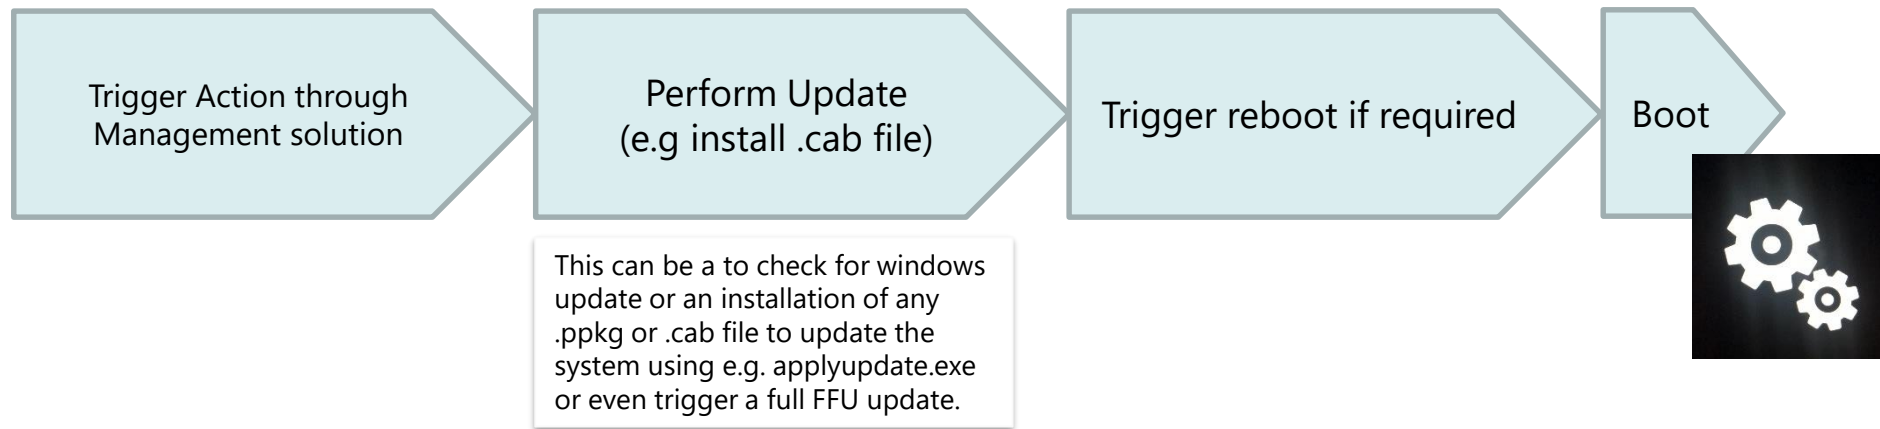 Trigger Action through
Management solution
Perform Update
(e.g install .cab file)
Trigger reboot if required
Boot
This can be a to check for windows
update or an installation of any
.ppkg or .cab file to update the
system using e.g. applyupdate.exe
or even trigger a full FFU update.